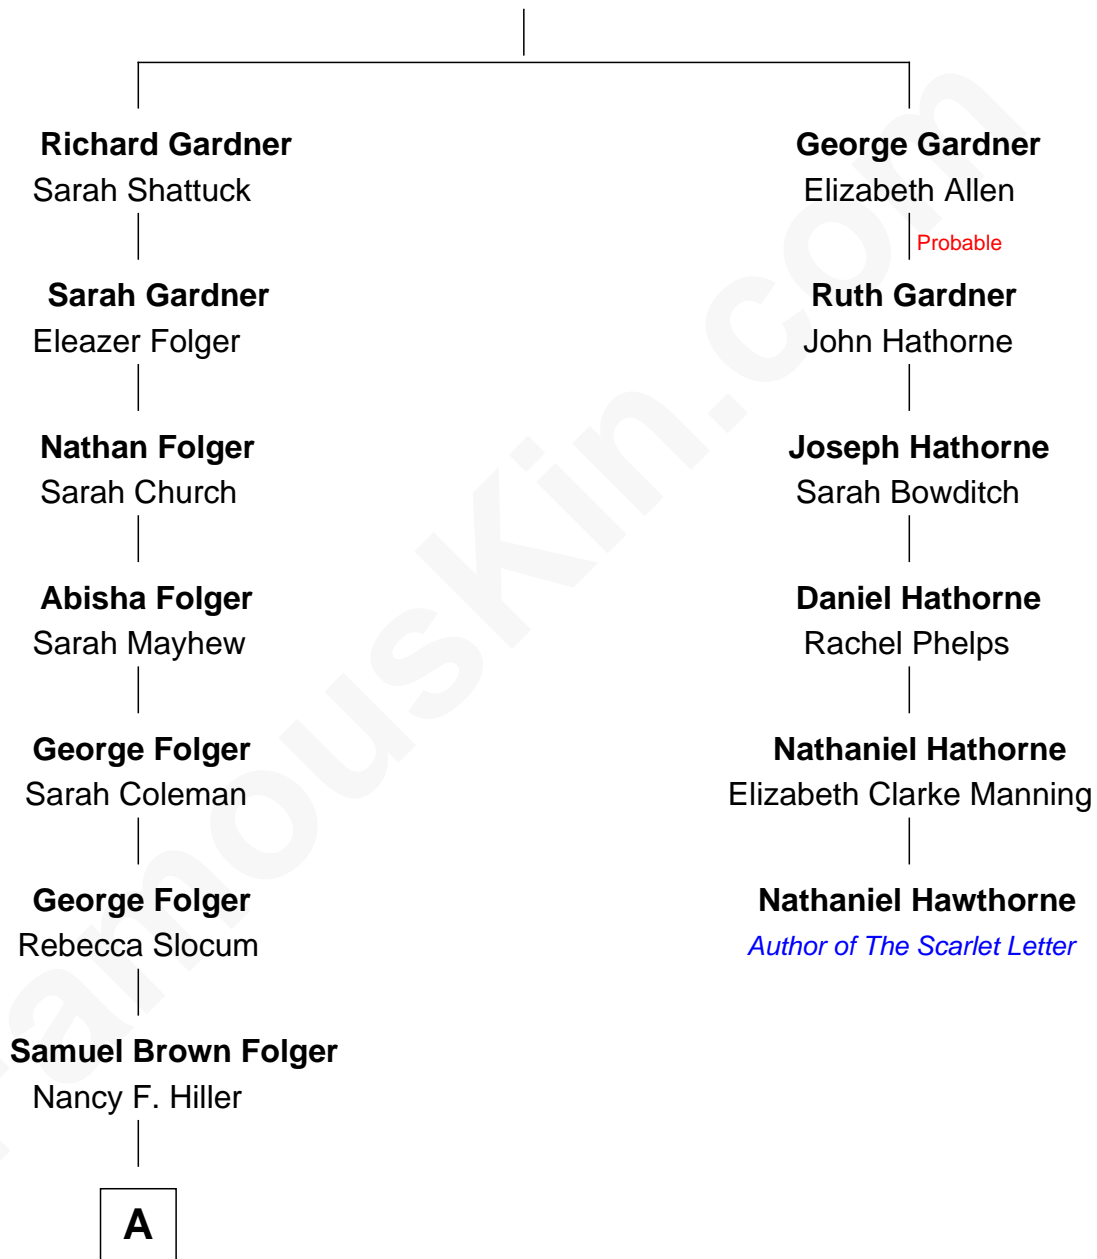 Richard Gardner
Sarah Shattuck
Sarah Gardner
Eleazer Folger
Nathan Folger
Sarah Church
Abisha Folger
Sarah Mayhew
George Folger
Sarah Coleman
George Folger
Rebecca Slocum
Samuel Brown Folger
Nancy F. Hiller
A
George Gardner
Elizabeth Allen
Probable
Ruth Gardner
John Hathorne
Joseph Hathorne
Sarah Bowditch
Daniel Hathorne
Rachel Phelps
Nathaniel Hathorne
Elizabeth Clarke Manning
Nathaniel Hawthorne
Author of The Scarlet Letter
FamousKin.com